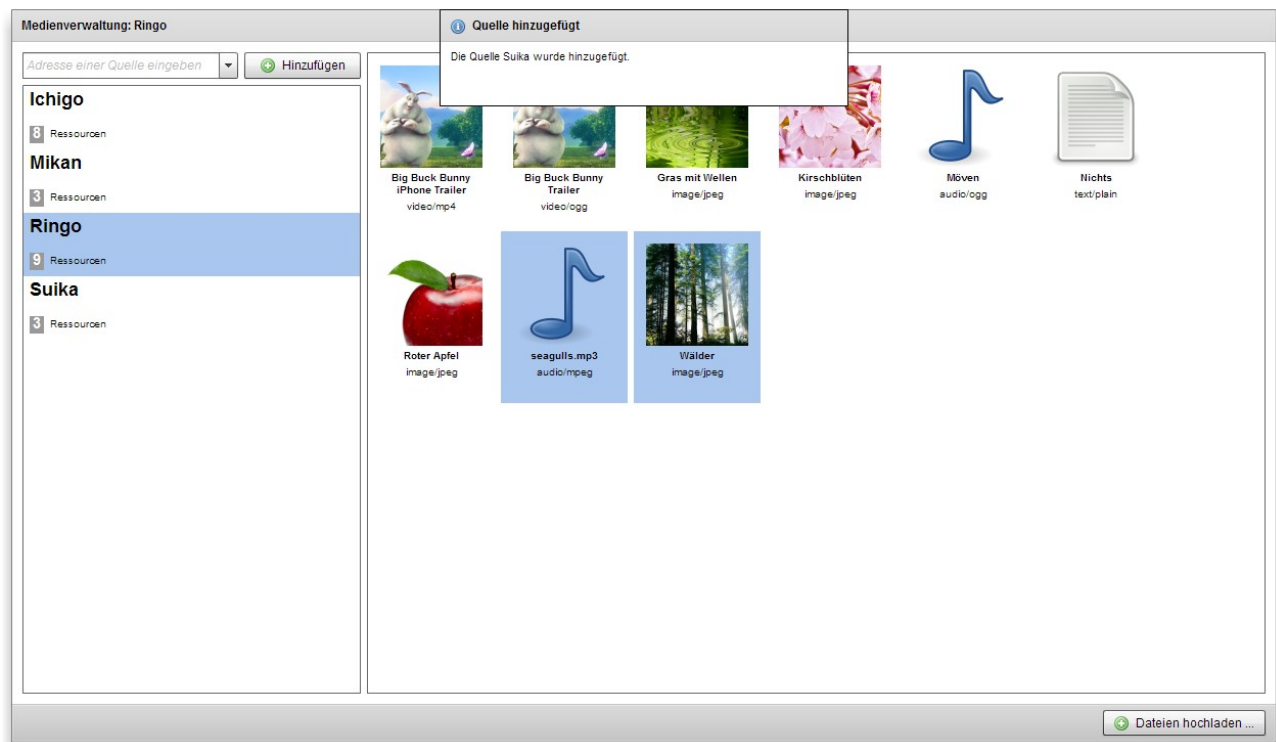 Medienverwaltung: Ringo
Quelle hinzugefügt
Die Quelle Suika wurde hinzugefügt.
Adresse einer Quelle eingeben
Hinzufügen
Ichigo
8 Ressourcen
Mikan
3 Ressourcen
Ringo
9 Ressourcen
Suika
3 Ressourcen
Big Buck Bunny
iPhone Trailer
video/mp4
Big Buck Bunny
Trailer
video/ogg
Gras mit Wellen
image/jpeg
Kirschblüten
image/jpeg
Möven
audio/ogg
Nichts
text/plain
Roter Apfel
image/jpeg
seagulls.mp3
audio/mpeg
Wälder
image/jpeg
Dateien hochladen ...